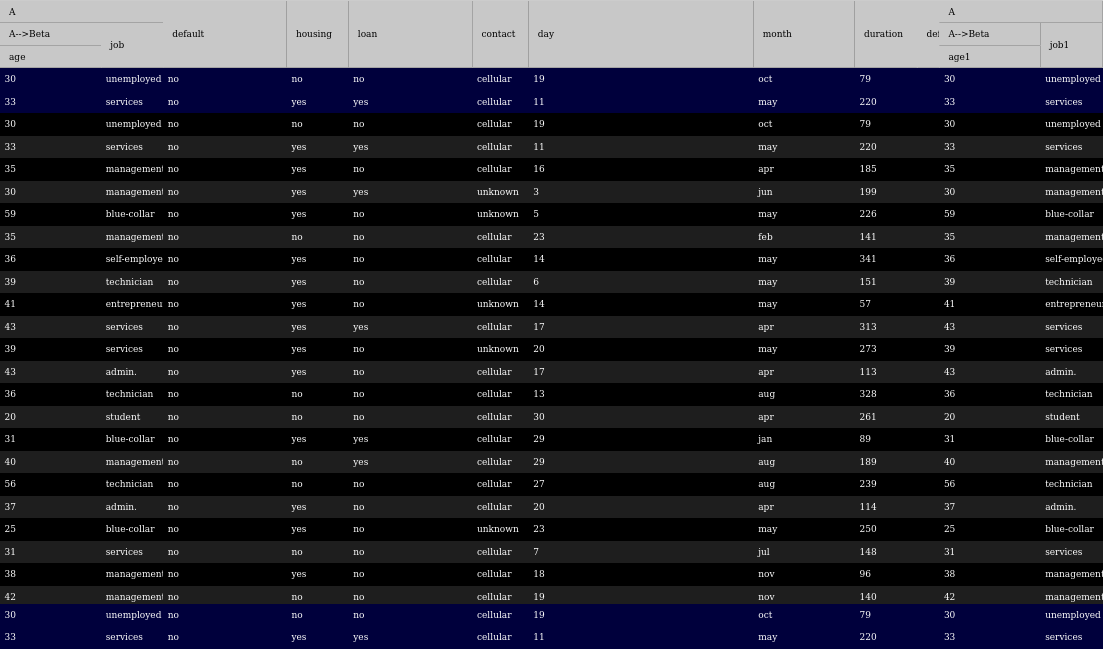 A A
A-->Beta job default housing loan contact day month duration def A-->Beta job1
age age1
30 unemployed no no no cellular 19 oct 79 30 unemployed
33 services no yes yes cellular 11 may 220 33 services
30 unemployed no no no cellular 19 oct 79 30 unemployed
33 services no yes yes cellular 11 may 220 33 services
35 management no yes no cellular 16 apr 185 35 management
30 management no yes yes unknown 3 jun 199 30 management
59 blue-collar no yes no unknown 5 may 226 59 blue-collar
35 management no no no cellular 23 feb 141 35 management
36 self-employe no yes no cellular 14 may 341 36 self-employe
39 technician no yes no cellular 6 may 151 39 technician
41 entrepreneu no yes no unknown 14 may 57 41 entrepreneur
43 services no yes yes cellular 17 apr 313 43 services
39 services no yes no unknown 20 may 273 39 services
43 admin. no yes no cellular 17 apr 113 43 admin.
36 technician no no no cellular 13 aug 328 36 technician
20 student no no no cellular 30 apr 261 20 student
31 blue-collar no yes yes cellular 29 jan 89 31 blue-collar
40 management no no yes cellular 29 aug 189 40 management
56 technician no no no cellular 27 aug 239 56 technician
37 admin. no yes no cellular 20 apr 114 37 admin.
25 blue-collar no yes no unknown 23 may 250 25 blue-collar
31 services no no no cellular 7 jul 148 31 services
38 management no yes no cellular 18 nov 96 38 management
42 management no no no cellular 19 nov 140 42 management
30 unemployed no no no cellular 19 oct 79 30 unemployed
33 services no yes yes cellular 11 may 220 33 services